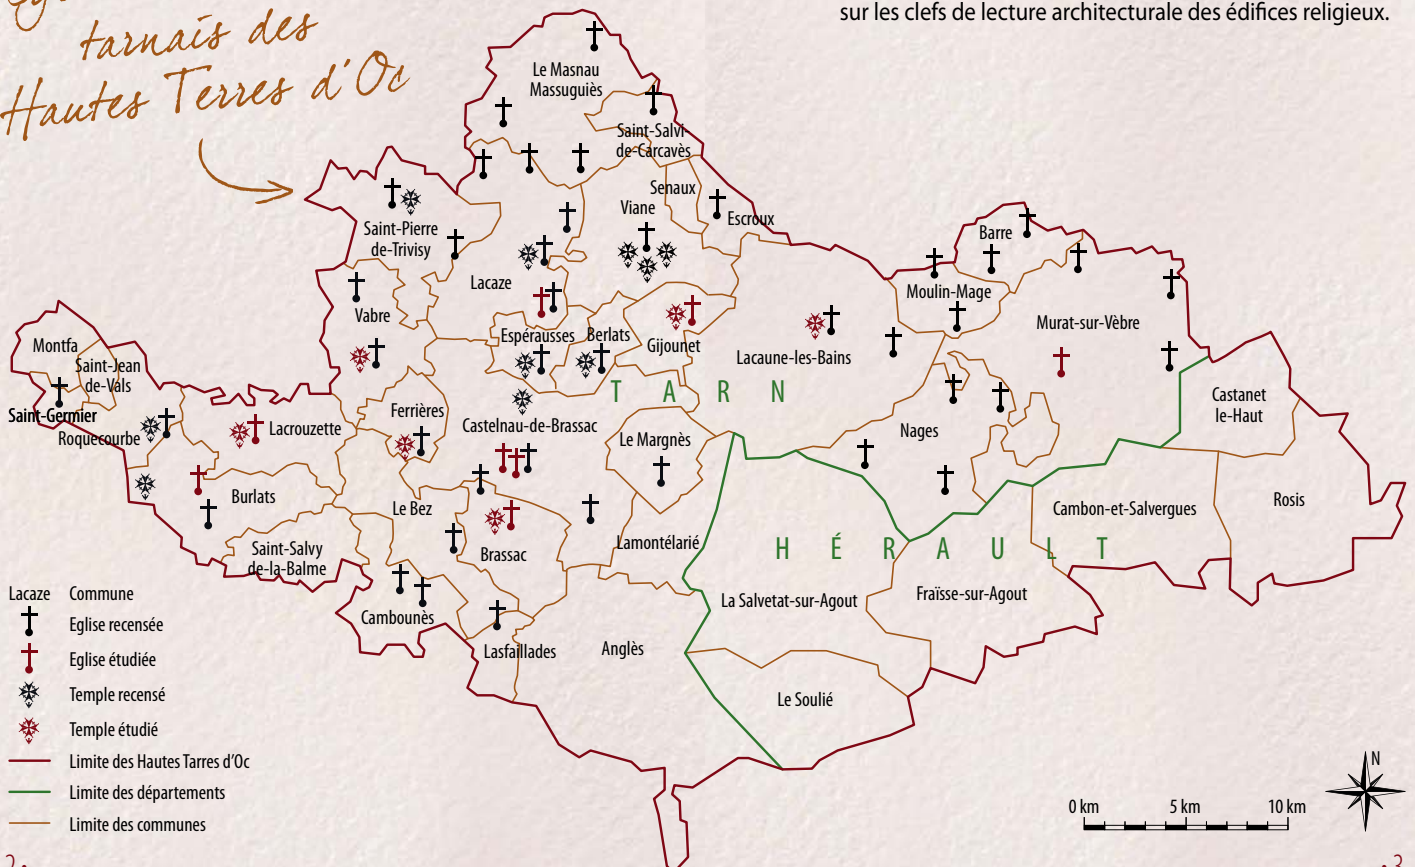 tarnais des
Hautes Terres d'Oc
sur les clefs de lecture architecturale des édifices religieux.
Le Masnau
Massuguiès
Saint-Salvi-
de-Carcavès
Senaux
Viane
Escroux
Saint-Pierre
de-Trivisy
Barre
Lacaze
Moulin-Mage
Vabre
Murat-sur-Vèbre
Espérausses
Berlats
Gijounet
Lacaune-les-Bains
Montfa
Saint-Jean
de-Vals
TARN
Castanet
le-Haut
Saint-Germier
Roquecourbe
Lacrouzette
Ferrières
Castelnau-de-Brassac
Le Margnès
Nages
Burlats
Le Bez
Cambon-et-Salvergues
Rosis
Saint-Salvy
de-la-Balme
Brassac
Lamontélarié
HÉRAULT
La Salvetat-sur-Agout
Fraïsse-sur-Agout
Cambounès
Lasfaillades
Anglès
Le Soulié
Lacaze Commune
Eglise recensée
Eglise étudiée
Temple recensé
Temple étudié
Limite des Hautes Tarres d'Oc
Limite des départements
Limite des communes
N
0 km 5 km 10 km
2 •
• 3